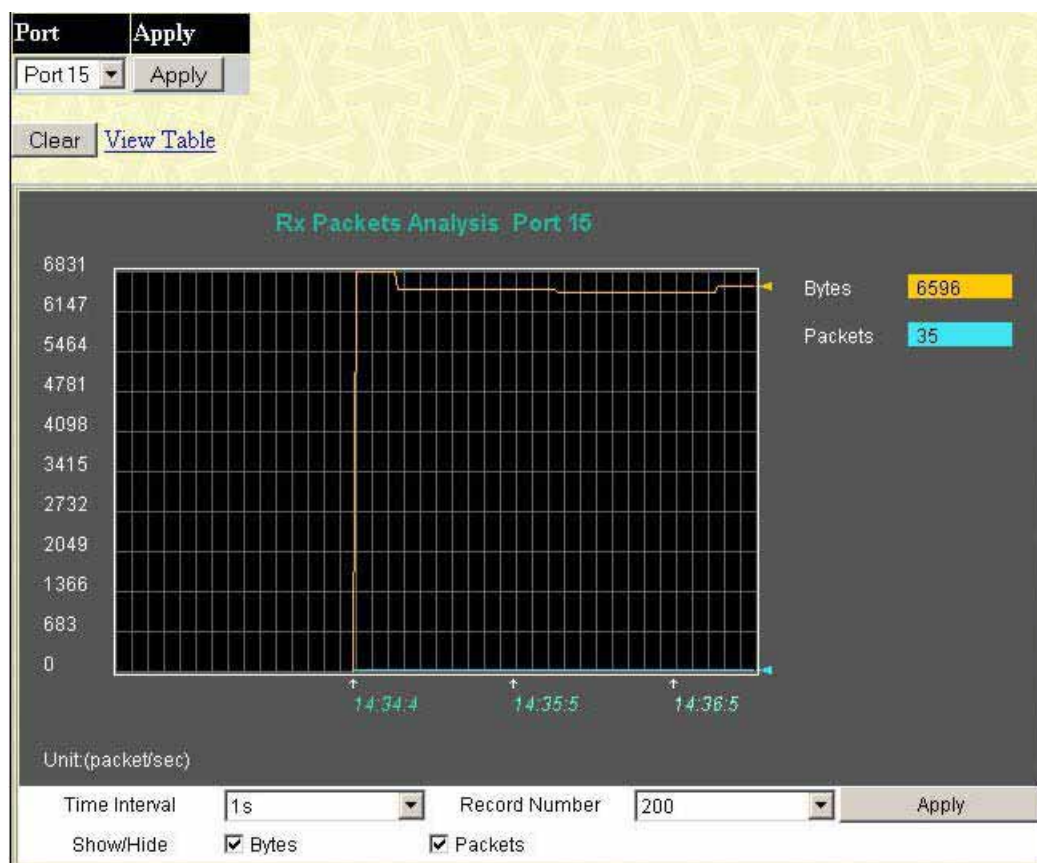 Port Apply
Port 15 Apply
Clear View Table
Rx Packets Analysis Port 15
6831
6147
5464
4781
4098
3415
2732
2049
1366
683
0
Bytes 6596
Packets 35
14:34:4 14:35:5 14:36:5
Unit:(packet/sec)
Time Interval 1s Record Number 200 Apply
Show/Hide Bytes Packets